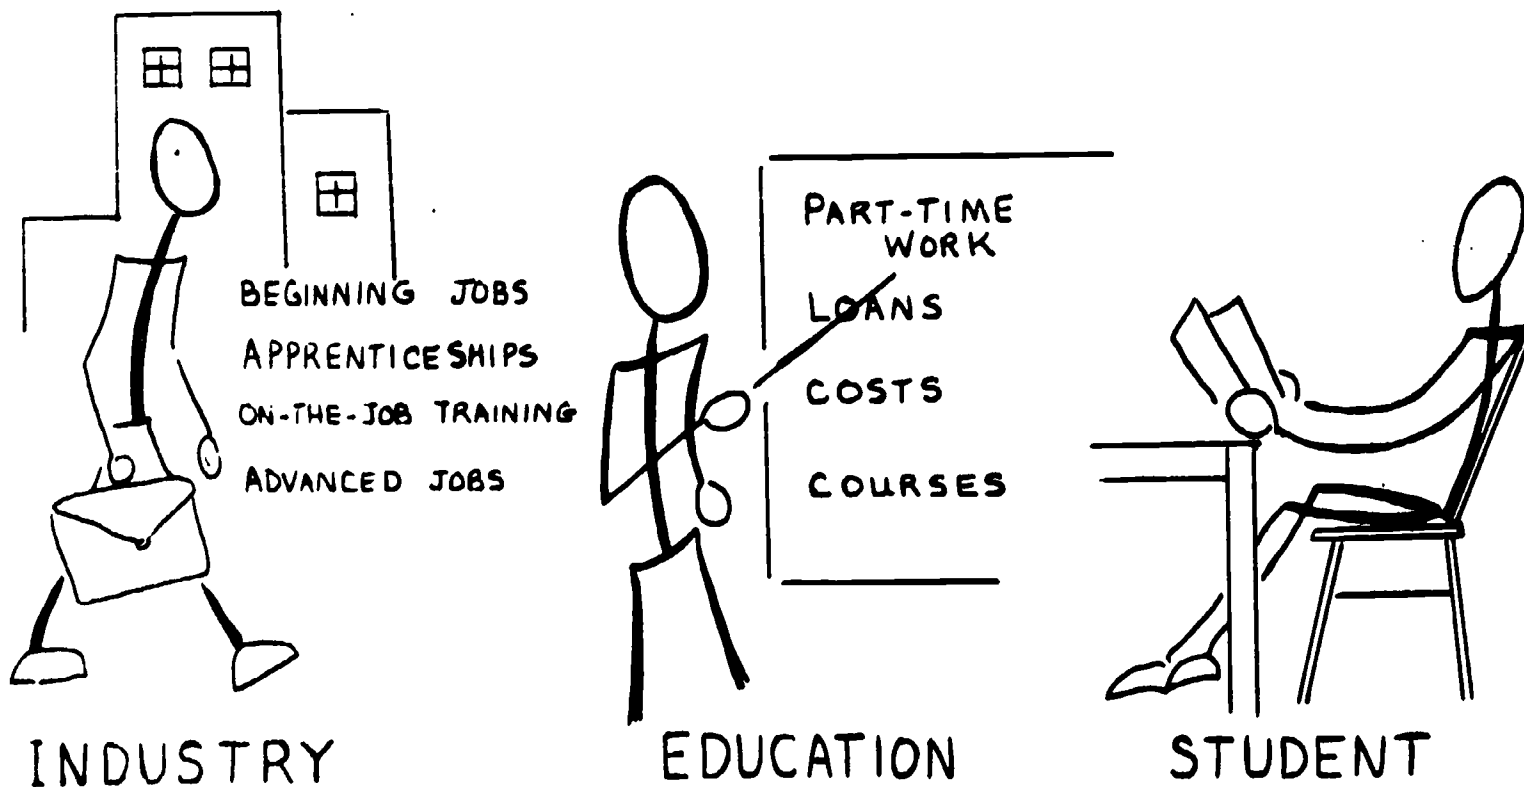 BEGINNING JOBS
APPRENTICESHIPS
ON-THE-JOB TRAINING
ADVANCED JOBS
PART-TIME
WORK
LOANS
COSTS
COURSES
INDUSTRY
EDUCATION
STUDENT